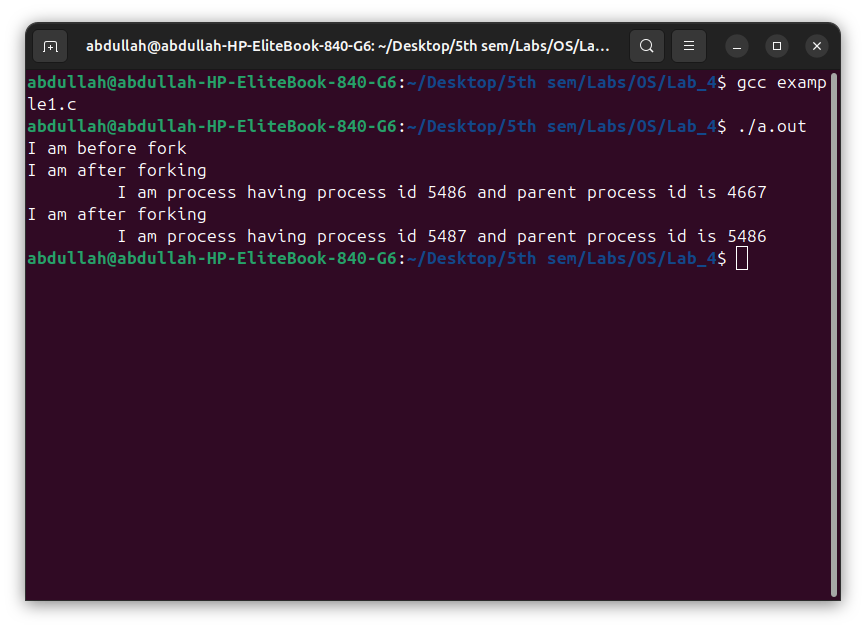 abdullah@abdullah-HP-EliteBook-840-G6: ~/Desktop/5th sem/Labs/OS/La...
abdullah@abdullah-HP-EliteBook-840-G6:~/Desktop/5th sem/Labs/OS/Lab_4$ gcc examp
le1.c
abdullah@abdullah-HP-EliteBook-840-G6:~/Desktop/5th sem/Labs/OS/Lab_4$ ./a.out
I am before fork
I am after forking
I am process having process id 5486 and parent process id is 4667
I am after forking
I am process having process id 5487 and parent process id is 5486
abdullah@abdullah-HP-EliteBook-840-G6:~/Desktop/5th sem/Labs/OS/Lab_4$